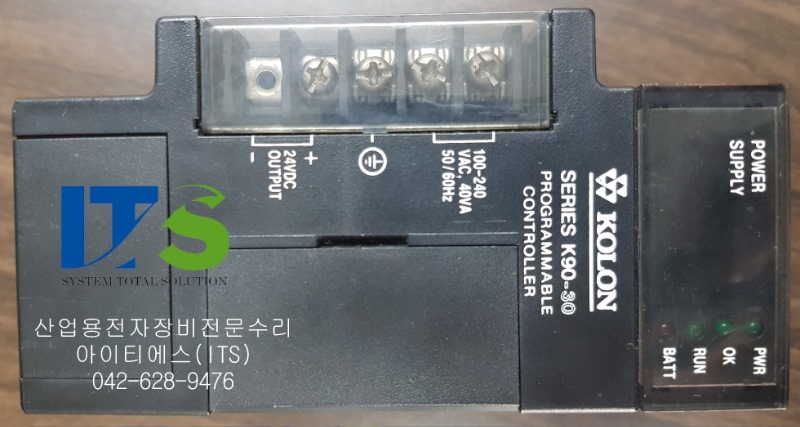 POWER
SUPPLY
PWR
OK
RUN
BATT
KOLON
SERIES K90-30
PROGRAMMABLE
CONTROLLER
100-240
VAC, 40VA
50/60Hz
+
24VDC
OUTPUT
-
ITS
SYSTEM TOTAL SOLUTION
산업용전자장비전문수리
아이티에스(ITS)
042-628-9476